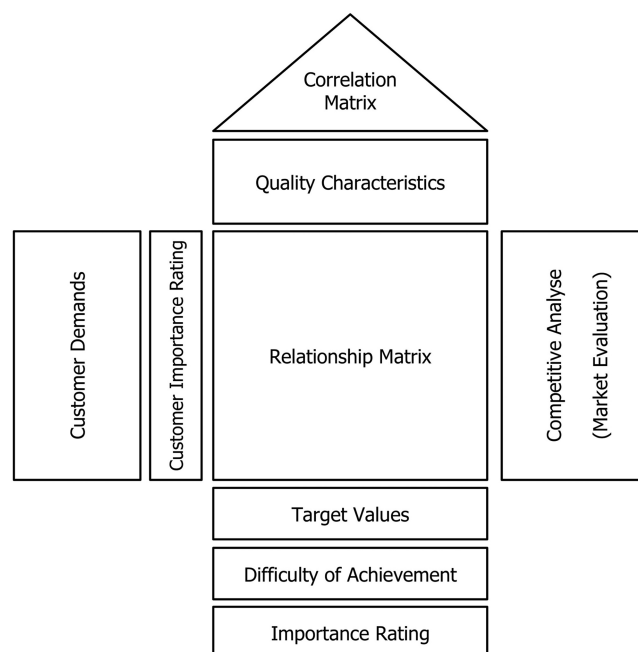 Correlation
Matrix
Quality Characteristics
Customer Demands
Customer Importance Rating
Relationship Matrix
Competitive Analyse
(Market Evaluation)
Target Values
Difficulty of Achievement
Importance Rating